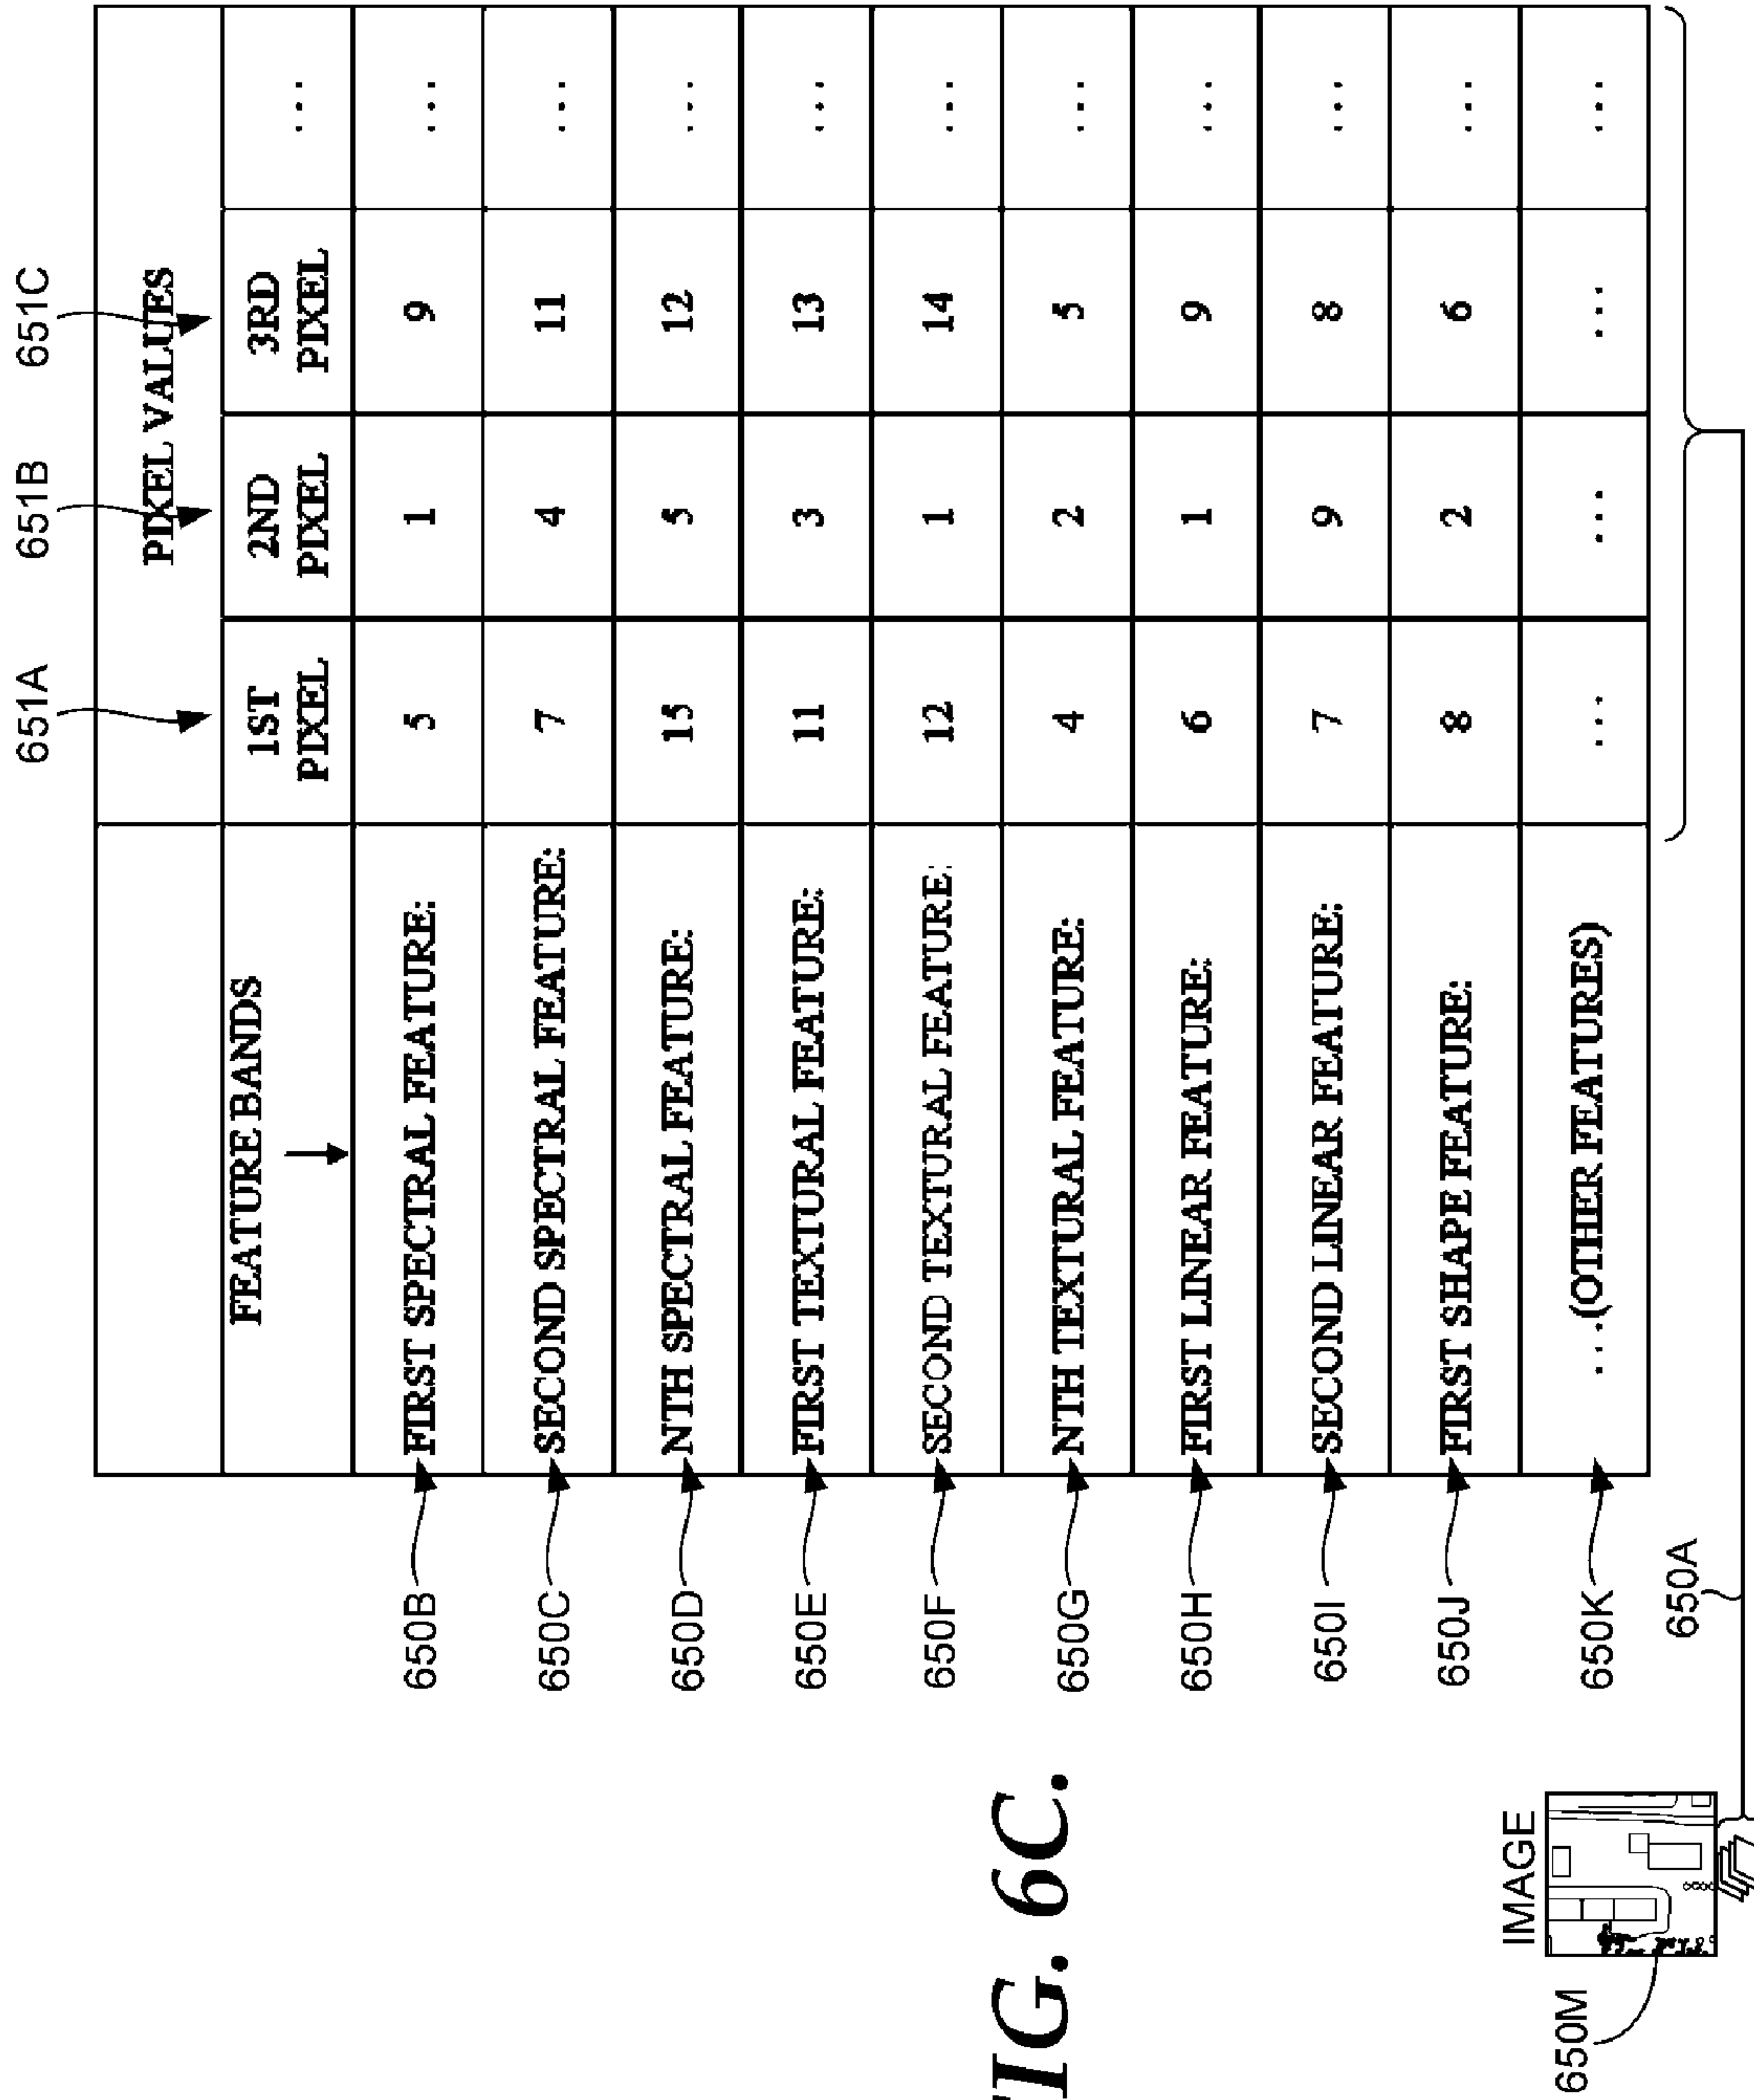 651A 651B 651C
PIXEL VALUES
FEATURE BANDS 1ST PIXEL 2ND PIXEL 3RD PIXEL ...
650B FIRST SPECTRAL FEATURE: 5 1 9 ...
650C SECOND SPECTRAL FEATURE: 7 4 11 ...
650D NTH SPECTRAL FEATURE: 15 5 12 ...
650E FIRST TEXTURAL FEATURE: 11 3 13 ...
650F SECOND TEXTURAL FEATURE: 12 1 14 ...
650G NTH TEXTURAL FEATURE: 4 2 5 ...
650H FIRST LINEAR FEATURE: 6 1 9 ...
650I SECOND LINEAR FEATURE: 7 9 8 ...
650J FIRST SHAPE FEATURE: 8 2 6 ...
650K ...(OTHER FEATURES) ... ... ... ...
650A
IMAGE
650M
FIG. 6C.